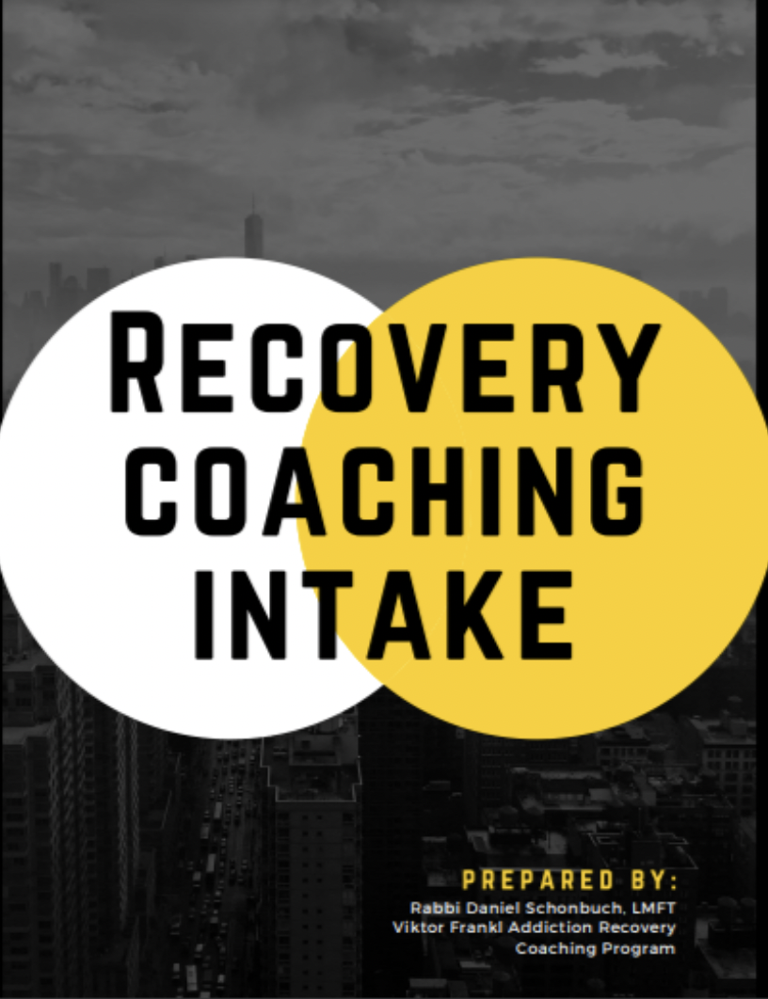 RECOVERY
COACHING
INTAKE
PREPARED BY:
Rabbi Daniel Schonbuch, LMFT
Viktor Frankl Addiction Recovery
Coaching Program